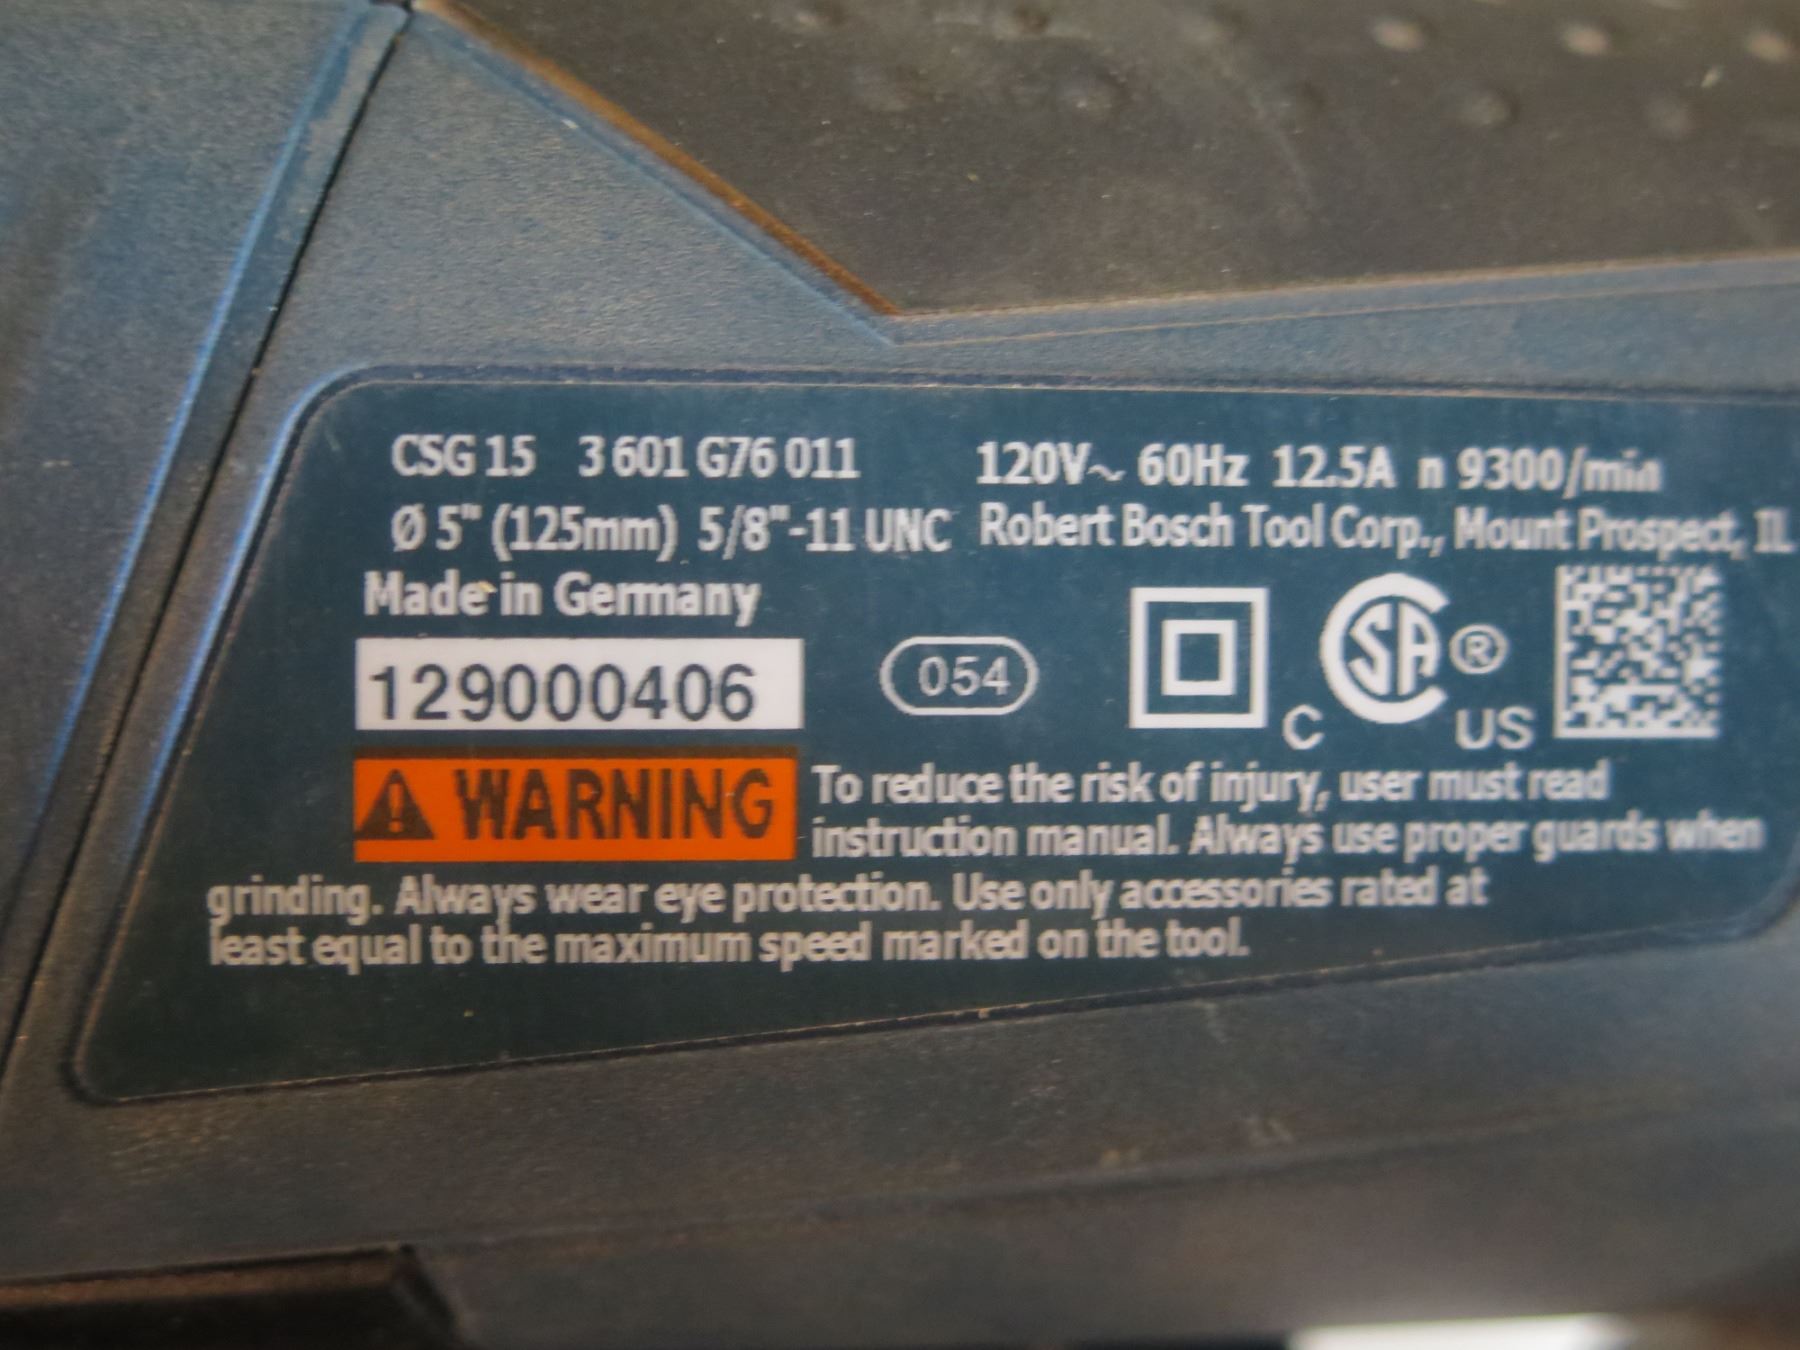 CSG 15 3 601 G76 011 120V~ 60Hz 12.5A n 9300/min
Ø 5" (125mm) 5/8"-11 UNC Robert Bosch Tool Corp., Mount Prospect, IL
Made in Germany
129000406 054 C SA ® US
WARNING To reduce the risk of injury, user must read
instruction manual. Always use proper guards when
grinding. Always wear eye protection. Use only accessories rated at
least equal to the maximum speed marked on the tool.